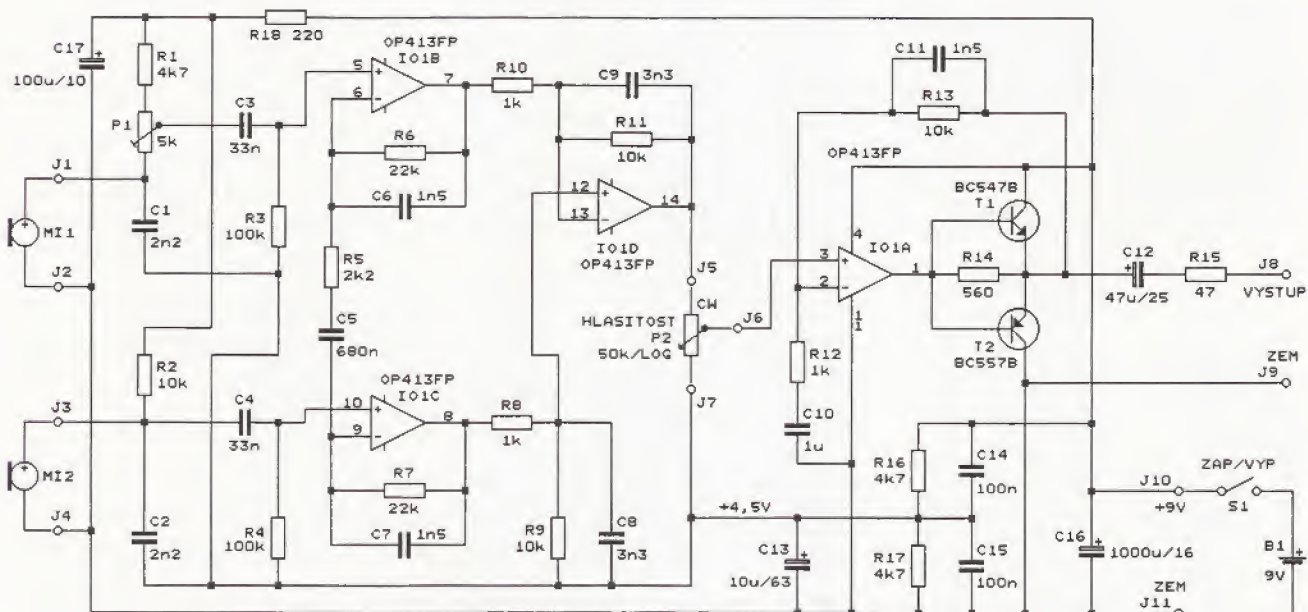 C17
100u/10
R1
4k7
P1
5k
J1
MI1
J2
C1
2n2
R18 220
C3
33n
R3
100k
OP413FP
IO1B
5
6
7
R6
22k
C6 1n5
R5
2k2
C5
680n
R10
1k
C9 3n3
R11
10k
12
13
14
IO1D
OP413FP
J5
CW
HLASITOST
P2
50k/LOG
J6
J7
C11 1n5
R13
10k
OP413FP
4
3
2
1
11
IO1A
R12
1k
C10
1u
BC547B
T1
R14
560
T2
BC557B
C12
47u/25
R15
47
J8
VYSTUP
ZEM
J9
R2
10k
J3
MI2
J4
C2
2n2
C4
33n
R4
100k
OP413FP
IO1C
10
9
8
R7
22k
C7 1n5
R8
1k
R9
10k
C8
3n3
+4,5V
C13
10u/63
R16
4k7
R17
4k7
C14
100n
C15
100n
C16
1000u/16
J10
+9V
ZAP/VYP
S1
B1
9V
ZEM
J11